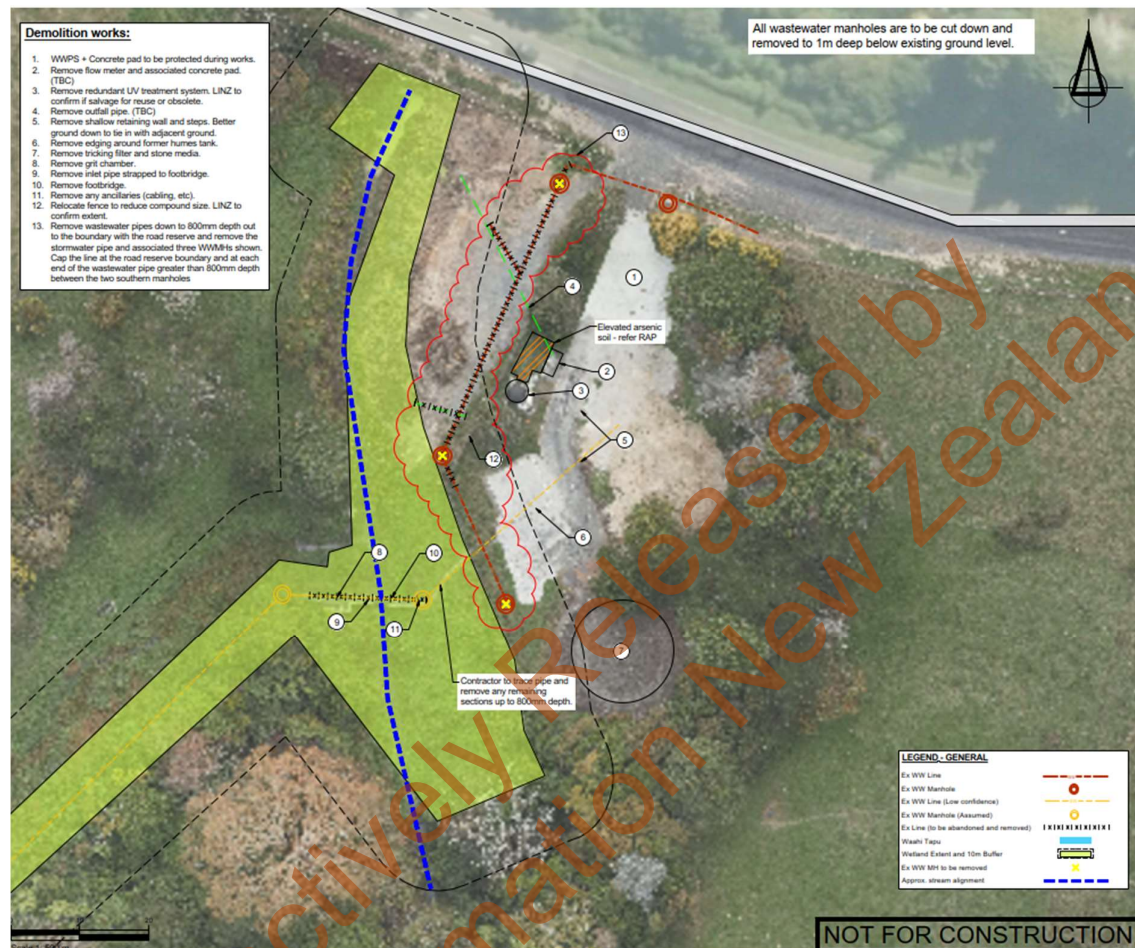 Demolition works:
1. WWPS + Concrete pad to be protected during works.
2. Remove flow meter and associated concrete pad.
(TBC)
3. Remove redundant UV treatment system. LINZ to
confirm if salvage for reuse or obsolete.
4. Remove outfall pipe. (TBC)
5. Remove shallow retaining wall and steps. Better
ground down to tie in with adjacent ground.
6. Remove edging around former humes tank.
7. Remove tricking filter and stone media.
8. Remove grit chamber.
9. Remove inlet pipe strapped to footbridge.
10. Remove footbridge.
11. Remove any ancillaries (cabling, etc).
12. Relocate fence to reduce compound size. LINZ to
confirm extent.
13. Remove wastewater pipes down to 800mm depth out
to the boundary with the road reserve and remove the
stormwater pipe and associated three WWMHs shown.
Cap the line at the road reserve boundary and at each
end of the wastewater pipe greater than 800mm depth
between the two southern manholes
All wastewater manholes are to be cut down and
removed to 1m deep below existing ground level.
13
1
4
Elevated arsenic
soil - refer RAP
2
3
5
12
6
8
10
9
11
7
Contractor to trace pipe and
remove any remaining
sections up to 800mm depth.
ctively Released by
mation New Zealan
LEGEND - GENERAL
Ex WW Line
Ex WW Manhole
Ex WW Line (Low confidence)
Ex WW Manhole (Assumed)
Ex Line (to be abandoned and removed)
Waahi Tapu
Wetland Extent and 10m Buffer
Ex WW MH to be removed
Approx. stream alignment
NOT FOR CONSTRUCTION